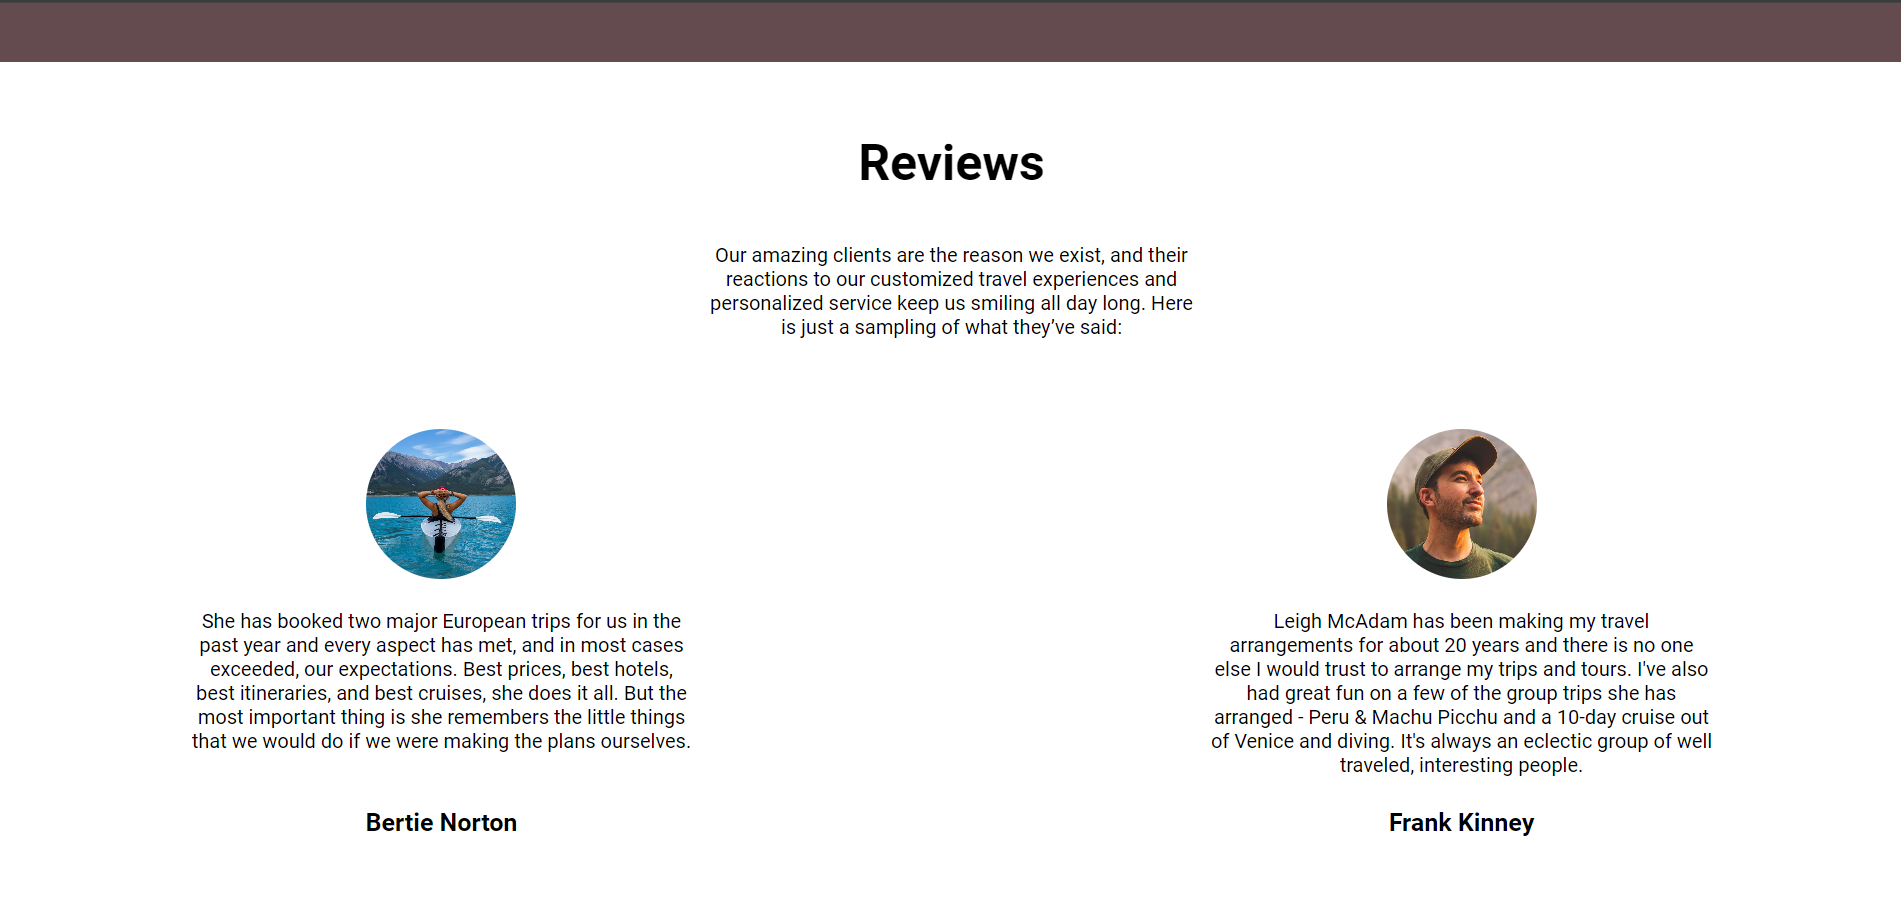 Reviews
Our amazing clients are the reason we exist, and their
reactions to our customized travel experiences and
personalized service keep us smiling all day long. Here
is just a sampling of what they’ve said:
She has booked two major European trips for us in the
past year and every aspect has met, and in most cases
exceeded, our expectations. Best prices, best hotels,
best itineraries, and best cruises, she does it all. But the
most important thing is she remembers the little things
that we would do if we were making the plans ourselves.
Bertie Norton
Leigh McAdam has been making my travel
arrangements for about 20 years and there is no one
else I would trust to arrange my trips and tours. I've also
had great fun on a few of the group trips she has
arranged - Peru & Machu Picchu and a 10-day cruise out
of Venice and diving. It's always an eclectic group of well
traveled, interesting people.
Frank Kinney